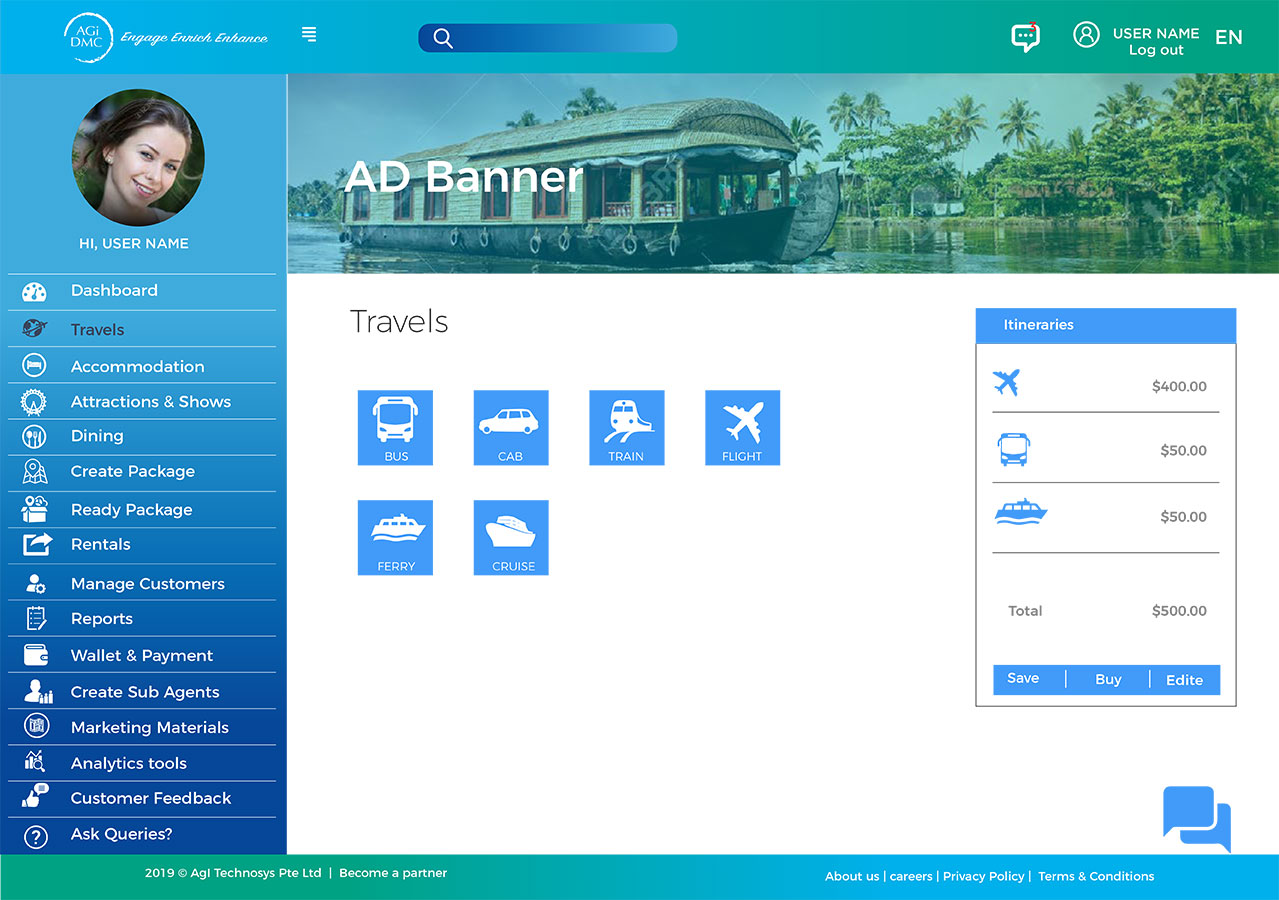 AGi
DMC
Engage Enrich Enhance
3
USER NAME
Log out
EN
HI, USER NAME
Dashboard
Travels
Accommodation
Attractions & Shows
Dining
Create Package
Ready Package
Rentals
Manage Customers
Reports
Wallet & Payment
Create Sub Agents
Marketing Materials
Analytics tools
Customer Feedback
Ask Queries?
AD Banner
Travels
BUS
CAB
TRAIN
FLIGHT
FERRY
CRUISE
Itineraries
$400.00
$50.00
$50.00
Total $500.00
Save | Buy | Edite
2019 © AgI Technosys Pte Ltd | Become a partner
About us | careers | Privacy Policy | Terms & Conditions